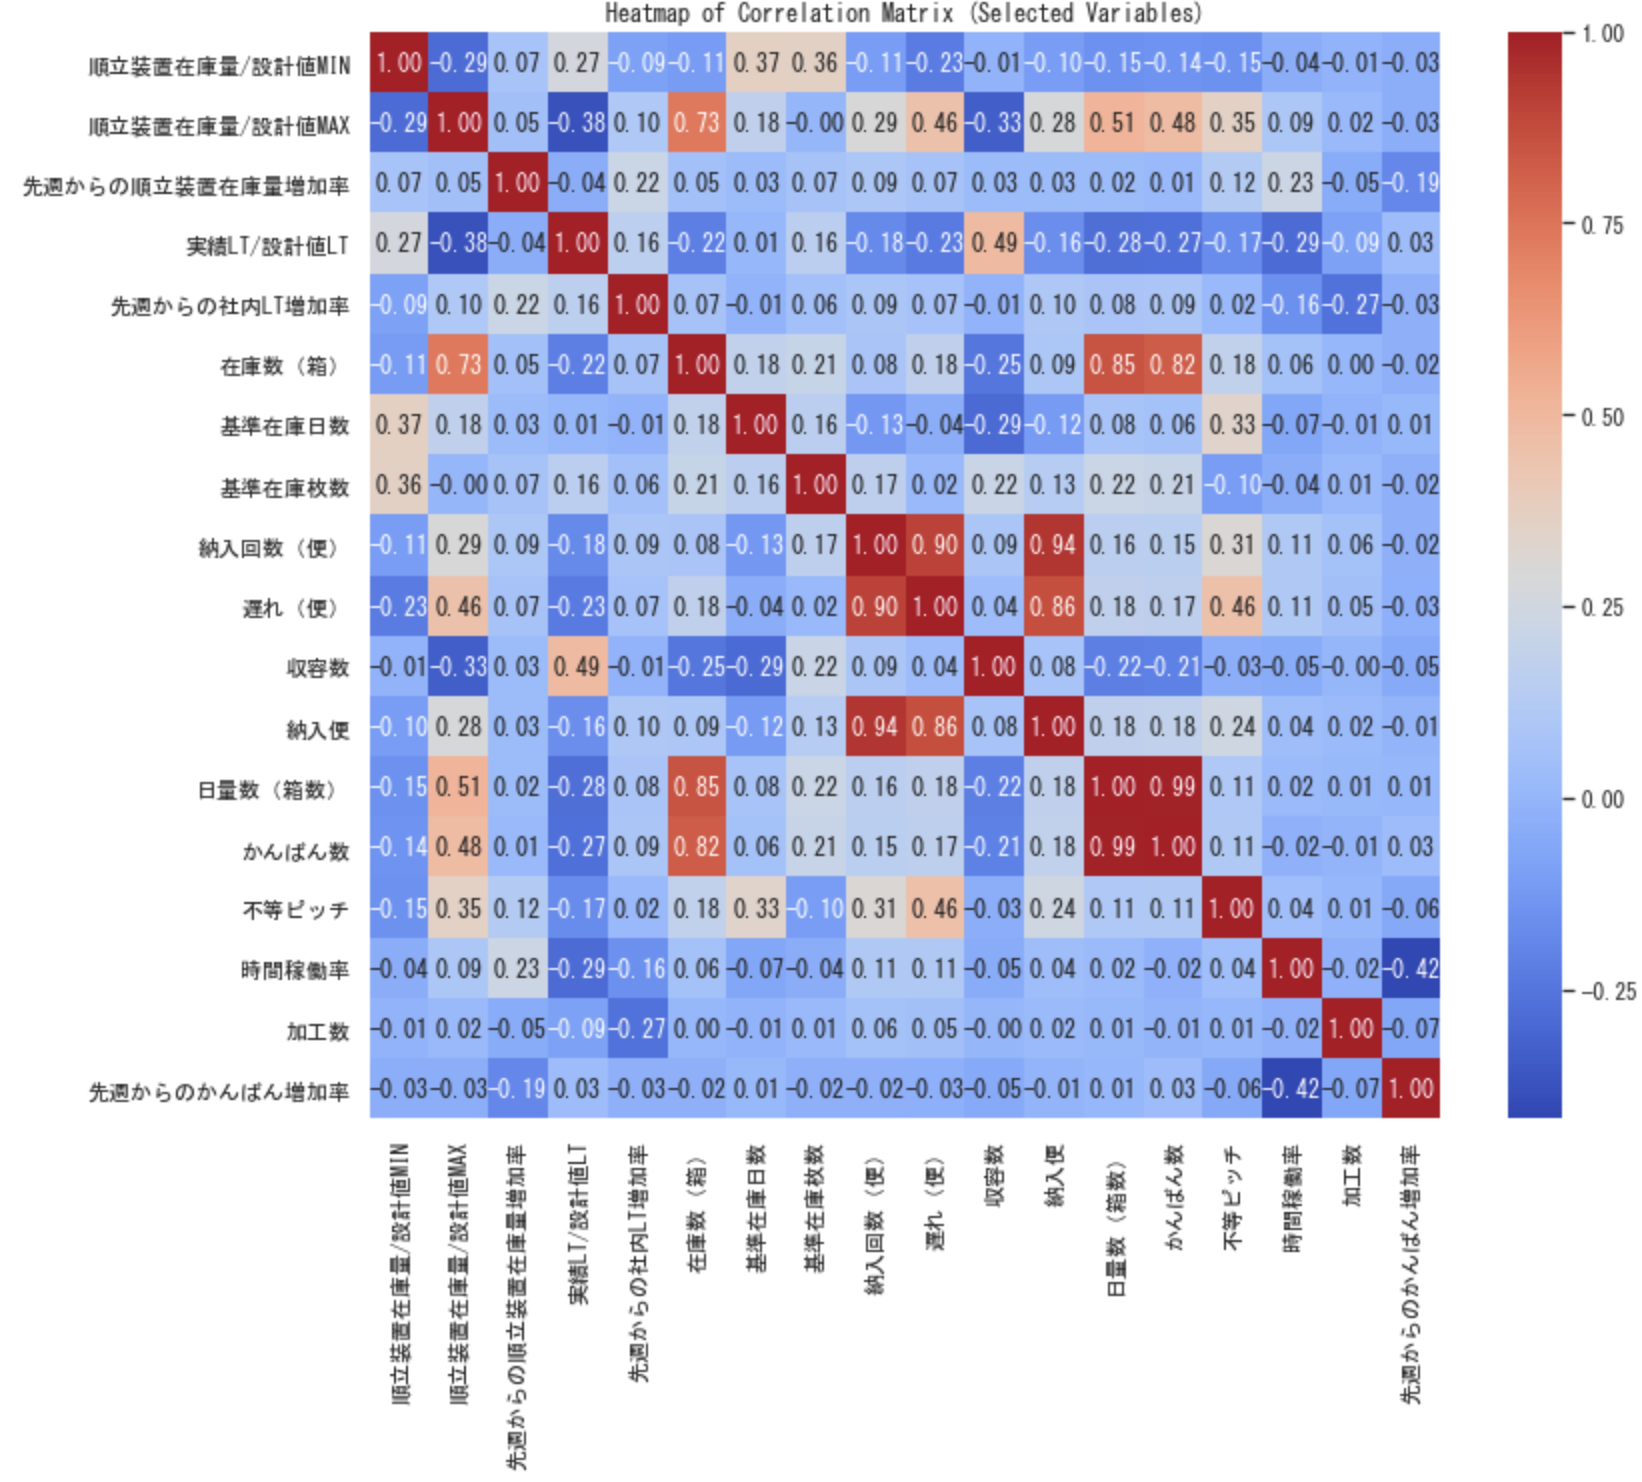 Heatmap of Correlation Matrix (Selected Variables)
順立装置在庫量/設計値MIN 1.00 -0.29 0.07 0.27 -0.09 -0.11 0.37 0.36 -0.11 -0.23 -0.01 -0.10 -0.15 -0.14 -0.15 -0.04 -0.01 -0.03
順立装置在庫量/設計値MAX -0.29 1.00 0.05 -0.38 0.10 0.73 0.18 -0.00 0.29 0.46 -0.33 0.28 0.51 0.48 0.35 0.09 0.02 -0.03
先週からの順立装置在庫量増加率 0.07 0.05 1.00 -0.04 0.22 0.05 0.03 0.07 0.09 0.07 0.03 0.03 0.02 0.01 0.12 0.23 -0.05 -0.19
実績LT/設計値LT 0.27 -0.38 -0.04 1.00 0.16 -0.22 0.01 0.16 -0.18 -0.23 0.49 -0.16 -0.28 -0.27 -0.17 -0.29 -0.09 0.03
先週からの社内LT増加率 -0.09 0.10 0.22 0.16 1.00 0.07 -0.01 0.06 0.09 0.07 -0.01 0.10 0.08 0.09 0.02 -0.16 -0.27 -0.03
在庫数（箱） -0.11 0.73 0.05 -0.22 0.07 1.00 0.18 0.21 0.08 0.18 -0.25 0.09 0.85 0.82 0.18 0.06 0.00 -0.02
基準在庫日数 0.37 0.18 0.03 0.01 -0.01 0.18 1.00 0.16 -0.13 -0.04 -0.29 -0.12 0.08 0.06 0.33 -0.07 -0.01 0.01
基準在庫枚数 0.36 -0.00 0.07 0.16 0.06 0.21 0.16 1.00 0.17 0.02 0.22 0.13 0.22 0.21 -0.10 -0.04 0.01 -0.02
納入回数（便） -0.11 0.29 0.09 -0.18 0.09 0.08 -0.13 0.17 1.00 0.90 0.09 0.94 0.16 0.15 0.31 0.11 0.06 -0.02
遅れ（便） -0.23 0.46 0.07 -0.23 0.07 0.18 -0.04 0.02 0.90 1.00 0.04 0.86 0.18 0.17 0.46 0.11 0.05 -0.03
収容数 -0.01 -0.33 0.03 0.49 -0.01 -0.25 -0.29 0.22 0.09 0.04 1.00 0.08 -0.22 -0.21 -0.03 -0.05 -0.00 -0.05
納入便 -0.10 0.28 0.03 -0.16 0.10 0.09 -0.12 0.13 0.94 0.86 0.08 1.00 0.18 0.18 0.24 0.04 0.02 -0.01
日量数（箱数） -0.15 0.51 0.02 -0.28 0.08 0.85 0.08 0.22 0.16 0.18 -0.22 0.18 1.00 0.99 0.11 0.02 0.01 0.01
かんばん数 -0.14 0.48 0.01 -0.27 0.09 0.82 0.06 0.21 0.15 0.17 -0.21 0.18 0.99 1.00 0.11 -0.02 -0.01 0.03
不等ピッチ -0.15 0.35 0.12 -0.17 0.02 0.18 0.33 -0.10 0.31 0.46 -0.03 0.24 0.11 0.11 1.00 0.04 0.01 -0.06
時間稼働率 -0.04 0.09 0.23 -0.29 -0.16 0.06 -0.07 -0.04 0.11 0.11 -0.05 0.04 0.02 -0.02 0.04 1.00 -0.02 -0.42
加工数 -0.01 0.02 -0.05 -0.09 -0.27 0.00 -0.01 0.01 0.06 0.05 -0.00 0.02 0.01 -0.01 0.01 -0.02 1.00 -0.07
先週からのかんばん増加率 -0.03 -0.03 -0.19 0.03 -0.03 -0.02 0.01 -0.02 -0.02 -0.03 -0.05 -0.01 0.01 0.03 -0.06 -0.42 -0.07 1.00
順立装置在庫量/設計値MIN
順立装置在庫量/設計値MAX
先週からの順立装置在庫量増加率
実績LT/設計値LT
先週からの社内LT増加率
在庫数（箱）
基準在庫日数
基準在庫枚数
納入回数（便）
遅れ（便）
収容数
納入便
日量数（箱数）
かんばん数
不等ピッチ
時間稼働率
加工数
先週からのかんばん増加率
1.00
0.75
0.50
0.25
0.00
-0.25